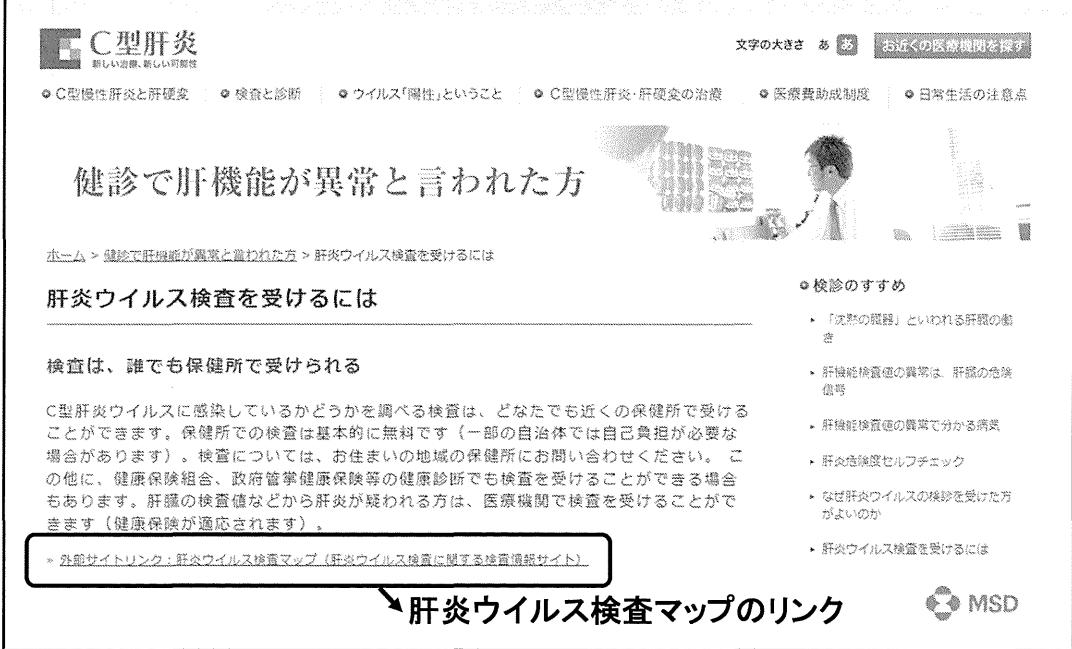 C型肝炎
新しい治療、新しい可能性
文字の大きさ あ あ お近くの医療機関を探す
C型慢性肝炎と肝硬変 検査と診断 ウイルス「陽性」ということ C型慢性肝炎・肝硬変の治療 医療費助成制度 日常生活の注意点
健診で肝機能が異常と言われた方
ホーム > 健診で肝機能が異常と言われた方 > 肝炎ウイルス検査を受けるには
肝炎ウイルス検査を受けるには
検査は、誰でも保健所で受けられる
C型肝炎ウイルスに感染しているかどうかを調べる検査は、どなたでも近くの保健所で受ける
ことができます。保健所での検査は基本的に無料です（一部の自治体では自己負担が必要な
場合があります）。検査については、お住まいの地域の保健所にお問い合わせください。 こ
の他に、健康保険組合、政府管掌健康保険等の健康診断でも検査を受けることができる場合
もあります。肝臓の検査値などから肝炎が疑われる方は、医療機関で検査を受けることがで
きます（健康保険が適応されます）。
» 外部サイトリンク：肝炎ウイルス検査マップ（肝炎ウイルス検査に関する検査情報サイト）
肝炎ウイルス検査マップのリンク
検診のすすめ
「沈黙の臓器」といわれる肝臓の働
き
肝機能検査値の異常は、肝臓の危険
信号
肝機能検査値の異常で分かる病気
肝炎危険度セルフチェック
なぜ肝炎ウイルスの検診を受けた方
がよいのか
肝炎ウイルス検査を受けるには
MSD